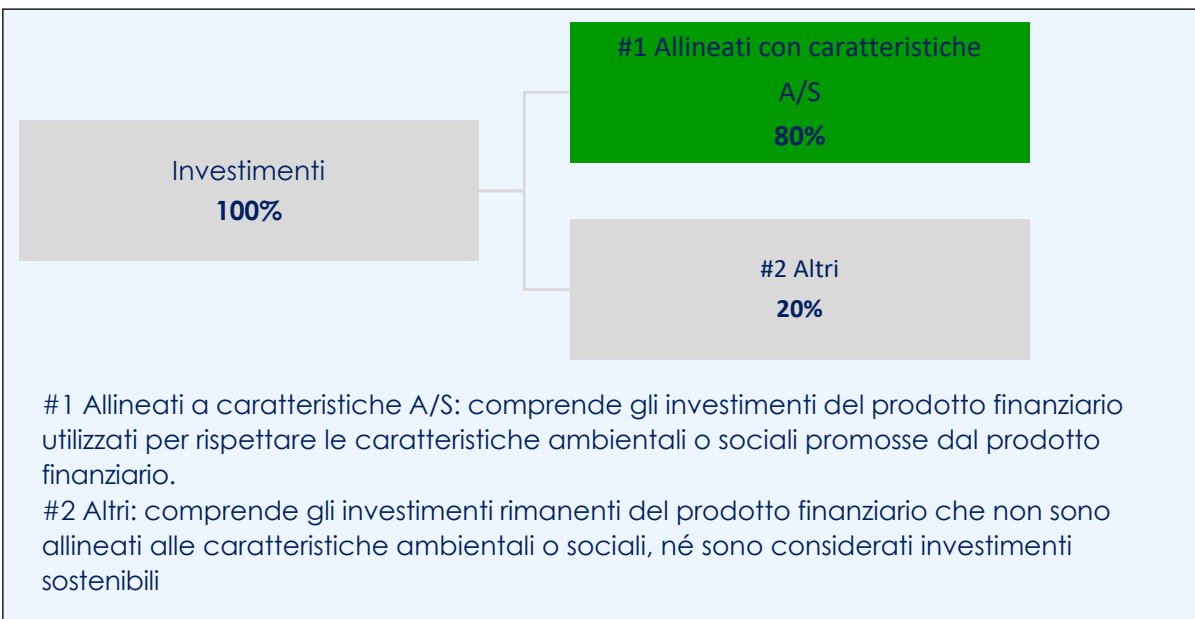 #1 Allineati con caratteristiche
A/S
80%
Investimenti
100%
#2 Altri
20%
#1 Allineati a caratteristiche A/S: comprende gli investimenti del prodotto finanziario
utilizzati per rispettare le caratteristiche ambientali o sociali promosse dal prodotto
finanziario.
#2 Altri: comprende gli investimenti rimanenti del prodotto finanziario che non sono
allineati alle caratteristiche ambientali o sociali, né sono considerati investimenti
sostenibili